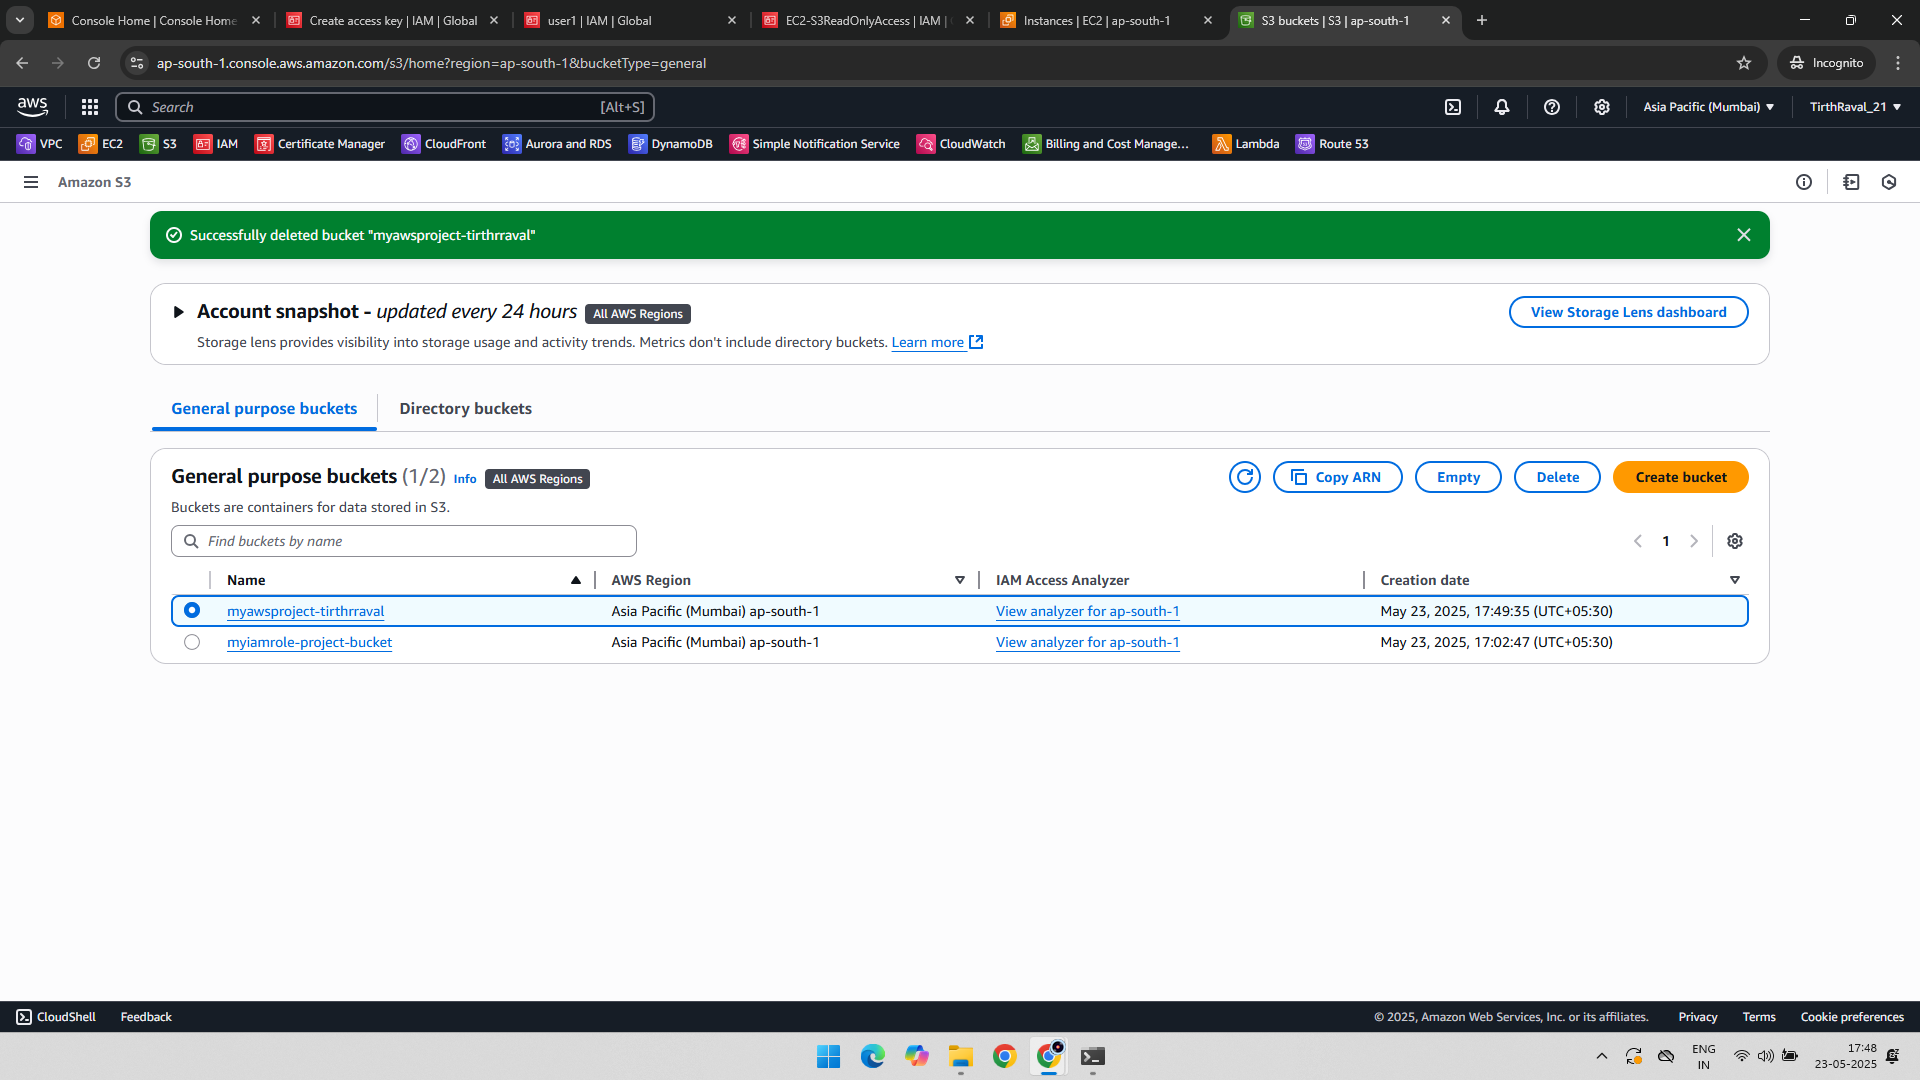 Console Home | Console Home
Create access key | IAM | Global
user1 | IAM | Global
EC2-S3ReadOnlyAccess | IAM |
Instances | EC2 | ap-south-1
S3 buckets | S3 | ap-south-1
ap-south-1.console.aws.amazon.com/s3/home?region=ap-south-1&bucketType=general
Incognito
aws
Search
[Alt+S]
Asia Pacific (Mumbai)
TirthRaval_21
VPC
EC2
S3
IAM
Certificate Manager
CloudFront
Aurora and RDS
DynamoDB
Simple Notification Service
CloudWatch
Billing and Cost Manage...
Lambda
Route 53
Amazon S3
Successfully deleted bucket "myawsproject-tirthrraval"
Account snapshot - updated every 24 hours All AWS Regions
View Storage Lens dashboard
Storage lens provides visibility into storage usage and activity trends. Metrics don't include directory buckets. Learn more
General purpose buckets
Directory buckets
General purpose buckets (1/2) Info All AWS Regions
Copy ARN
Empty
Delete
Create bucket
Buckets are containers for data stored in S3.
Find buckets by name
1
Name
AWS Region
IAM Access Analyzer
Creation date
myawsproject-tirthrraval
Asia Pacific (Mumbai) ap-south-1
View analyzer for ap-south-1
May 23, 2025, 17:49:35 (UTC+05:30)
myiamrole-project-bucket
Asia Pacific (Mumbai) ap-south-1
View analyzer for ap-south-1
May 23, 2025, 17:02:47 (UTC+05:30)
CloudShell
Feedback
© 2025, Amazon Web Services, Inc. or its affiliates.
Privacy
Terms
Cookie preferences
ENG
IN
17:48
23-05-2025